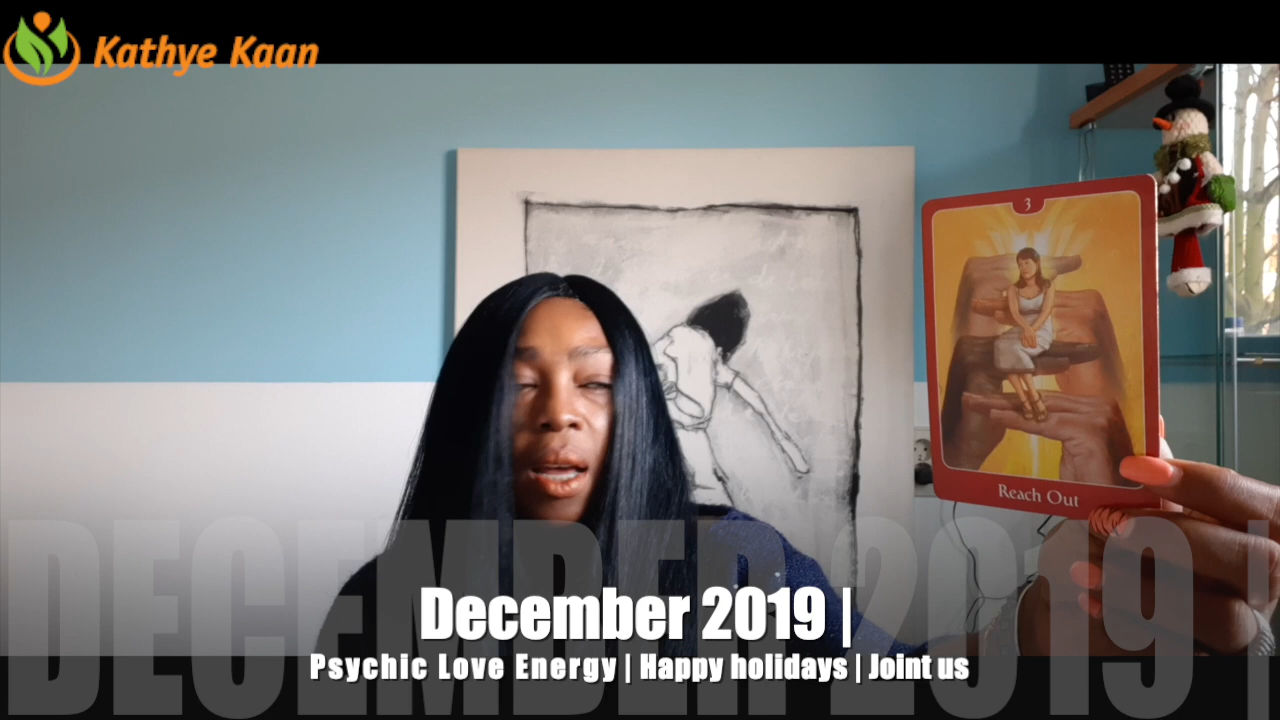 Kathye Kaan
3
Reach Out
DECEMBER 2019 |
December 2019 |
Psychic Love Energy | Happy holidays | Joint us